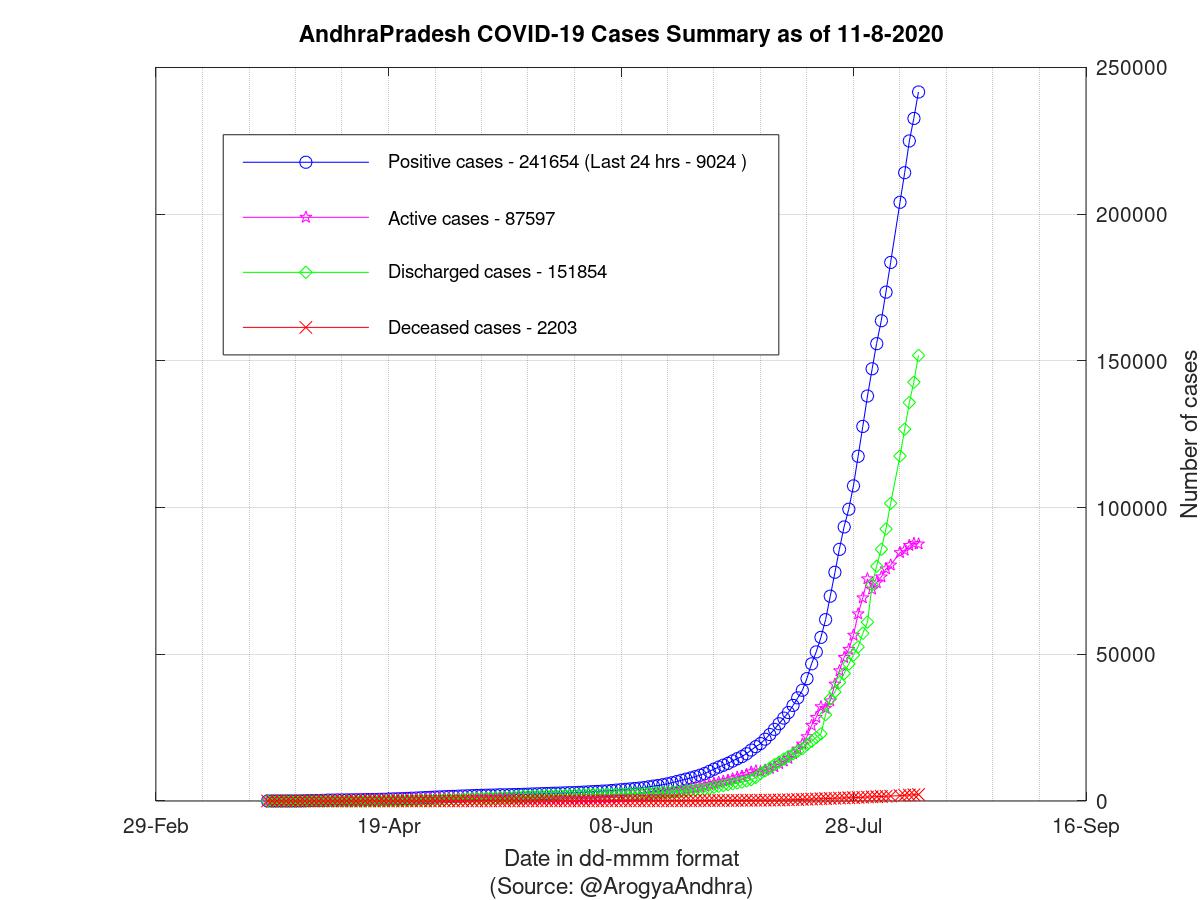 AndhraPradesh COVID-19 Cases Summary as of 11-8-2020
250000
Positive cases - 241654 (Last 24 hrs - 9024 )
200000
Active cases - 87597
Discharged cases - 151854
Deceased cases - 2203
150000
Number of cases
100000
50000
0
29-Feb 19-Apr 08-Jun 28-Jul 16-Sep
Date in dd-mmm format
(Source: @ArogyaAndhra)